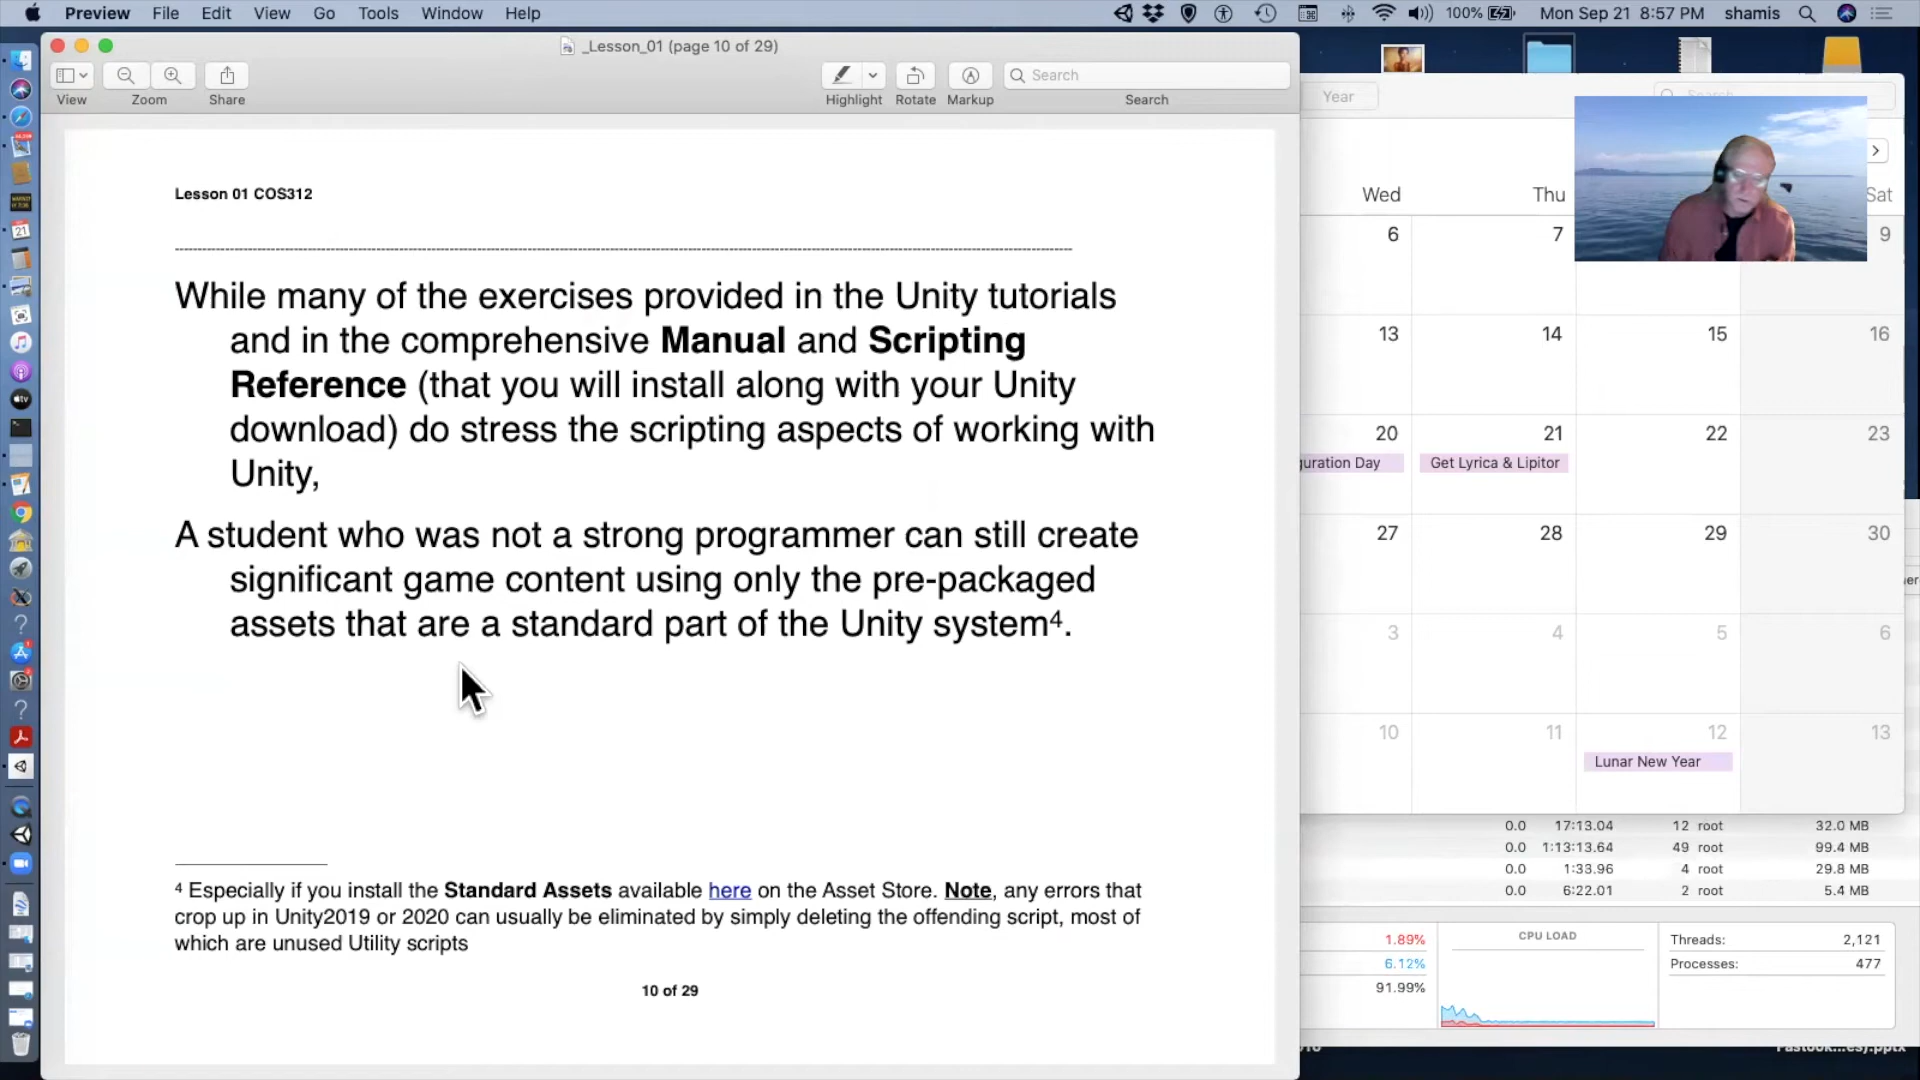 Preview File Edit View Go Tools Window Help
100% Mon Sep 21 8:57 PM shamis
_Lesson_01 (page 10 of 29)
Search
View Zoom Share Highlight Rotate Markup Search
Lesson 01 COS312
While many of the exercises provided in the Unity tutorials
and in the comprehensive Manual and Scripting
Reference (that you will install along with your Unity
download) do stress the scripting aspects of working with
Unity,
A student who was not a strong programmer can still create
significant game content using only the pre-packaged
assets that are a standard part of the Unity system⁴.
⁴ Especially if you install the Standard Assets available here on the Asset Store. Note, any errors that
crop up in Unity2019 or 2020 can usually be eliminated by simply deleting the offending script, most of
which are unused Utility scripts
10 of 29
Year Search
Wed Thu Sat
6 7 9
13 14 15 16
20 21 22 23
guration Day Get Lyrica & Lipitor
27 28 29 30
3 4 5 6
10 11 12 13
Lunar New Year
0.0 17:13.04 12 root 32.0 MB
0.0 1:13:13.64 49 root 99.4 MB
0.0 1:33.96 4 root 29.8 MB
0.0 6:22.01 2 root 5.4 MB
1.89% CPU LOAD Threads: 2,121
6.12% Processes: 477
91.99%